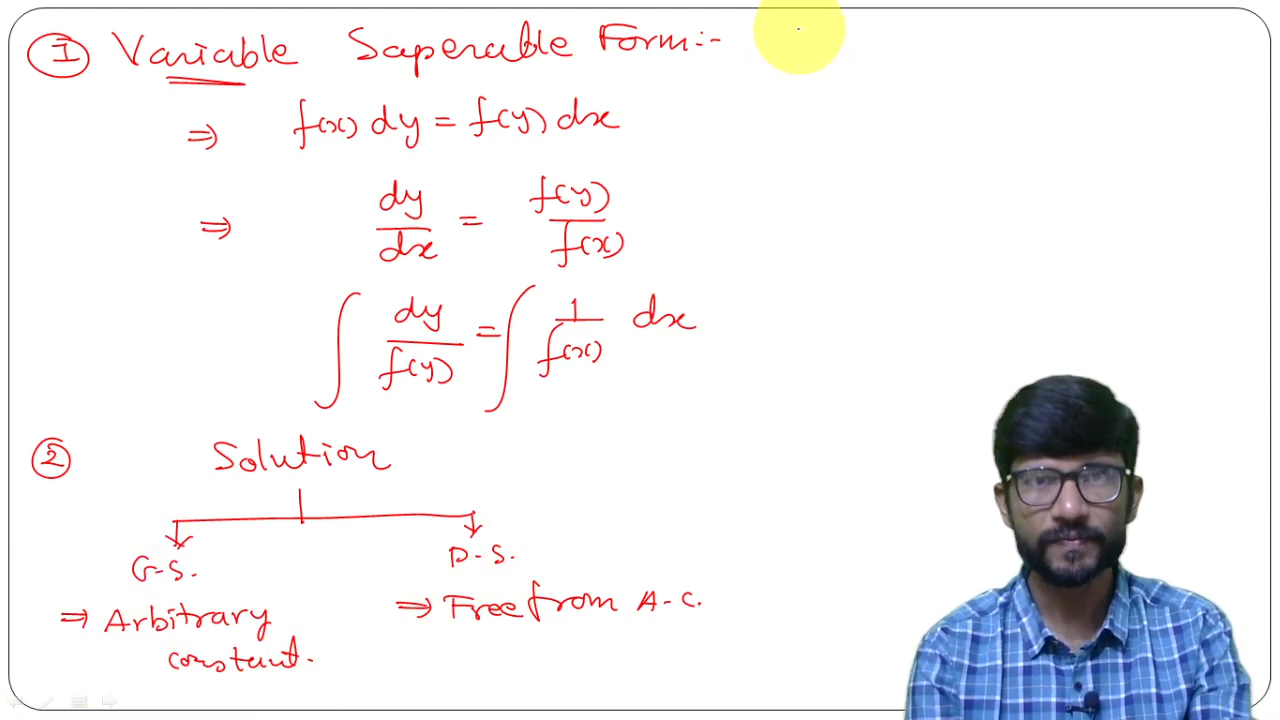 ① Variable Saperable Form:-
⇒ f(x) dy = f(y) dx
⇒ dy/dx = f(y)/f(x)
∫ dy/f(y) = ∫ 1/f(x) dx
② Solution
G-S. P-S.
⇒ Arbitrary constant.
⇒ Free from A-C.